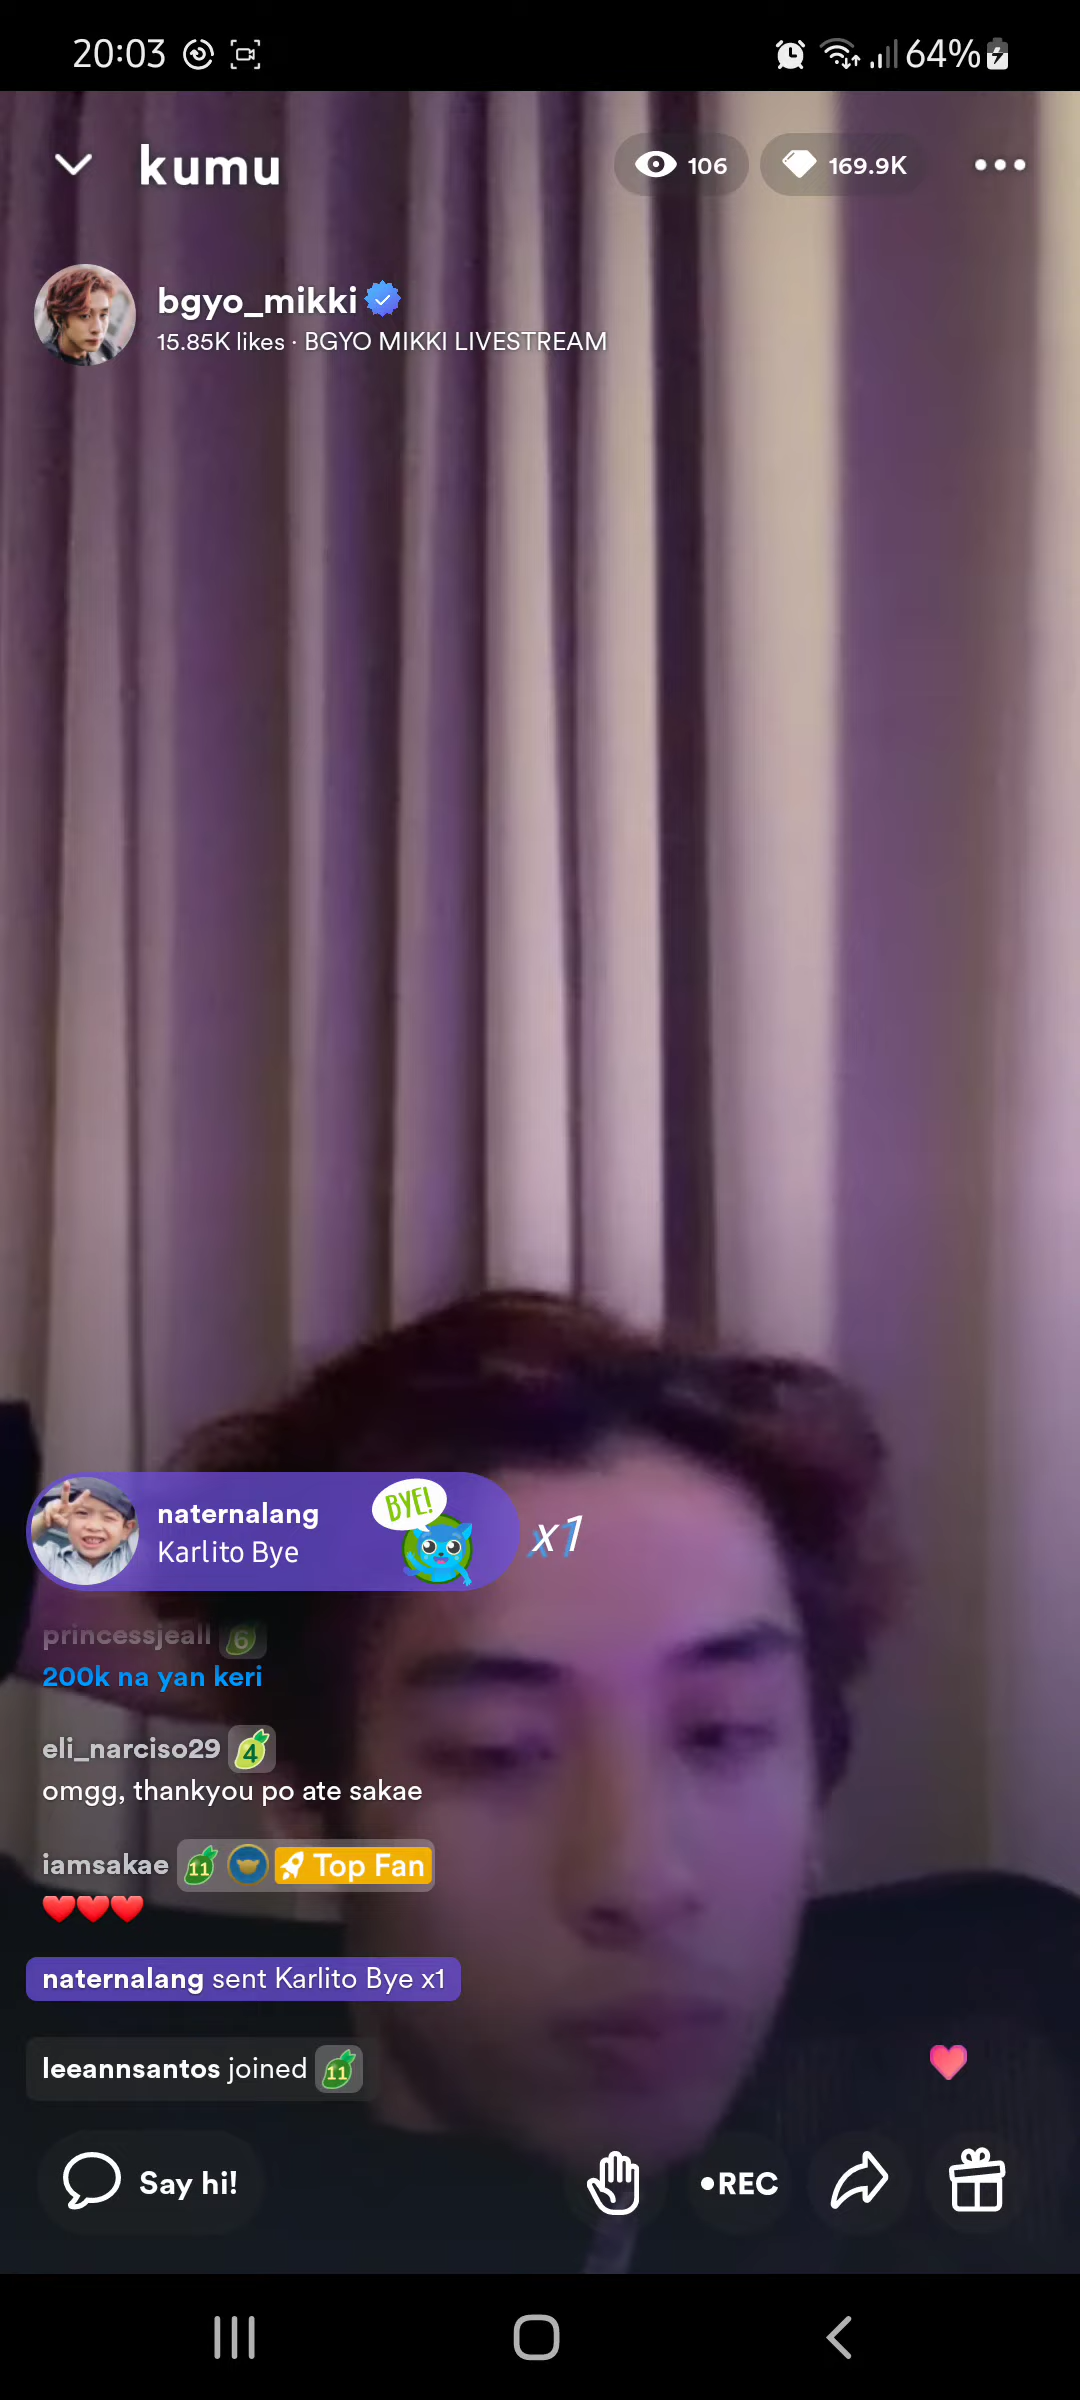 20:03
64%
kumu
106
169.9K
bgyo_mikki
15.85K likes · BGYO MIKKI LIVESTREAM
naternalang
Karlito Bye
BYE!
x1
princessjeall 6
200k na yan keri
eli_narciso29 4
omgg, thankyou po ate sakae
iamsakae 11 Top Fan
❤️❤️❤️
naternalang sent Karlito Bye x1
leeannsantos joined 11
Say hi!
•REC